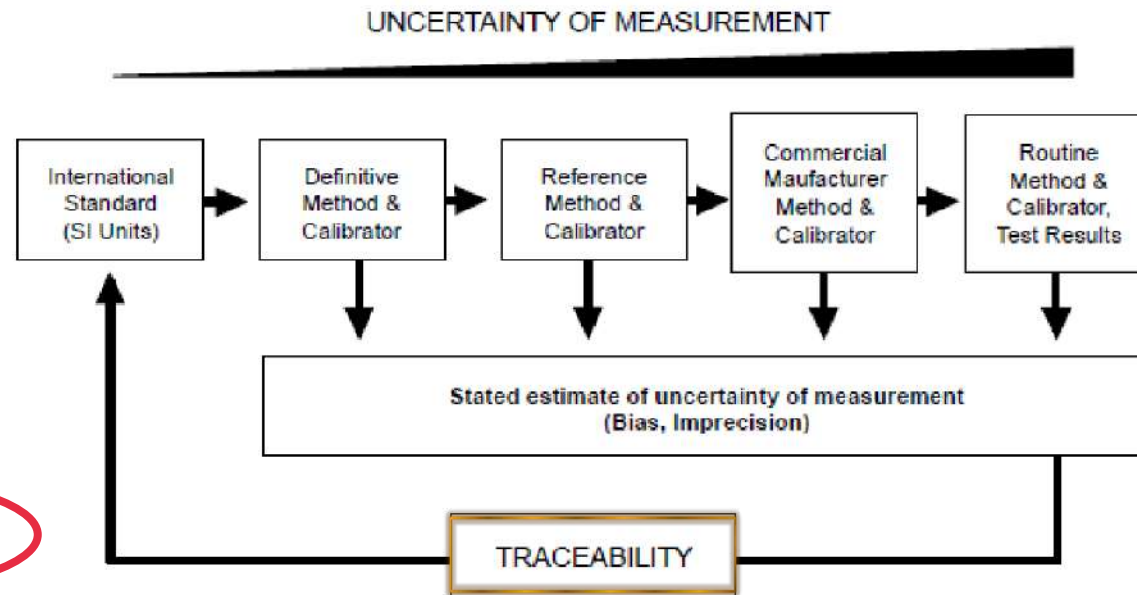 UNCERTAINTY OF MEASUREMENT
International
Standard
(SI Units)
Definitive
Method &
Calibrator
Reference
Method &
Calibrator
Commercial
Maufacturer
Method &
Calibrator
Routine
Method &
Calibrator,
Test Results
Stated estimate of uncertainty of measurement
(Bias, Imprecision)
TRACEABILITY